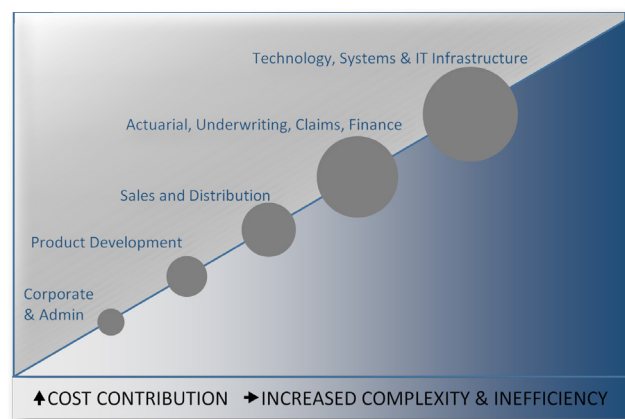 Technology, Systems & IT Infrastructure
Actuarial, Underwriting, Claims, Finance
Sales and Distribution
Product Development
Corporate
& Admin
COST CONTRIBUTION INCREASED COMPLEXITY & INEFFICIENCY